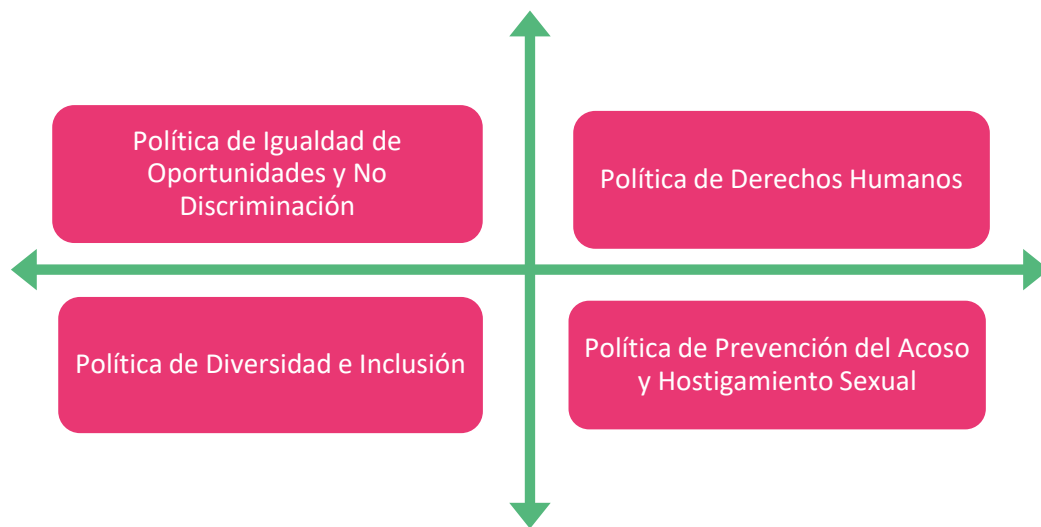 Política de Igualdad de
Oportunidades y No
Discriminación
Política de Derechos Humanos
Política de Diversidad e Inclusión
Política de Prevención del Acoso
y Hostigamiento Sexual